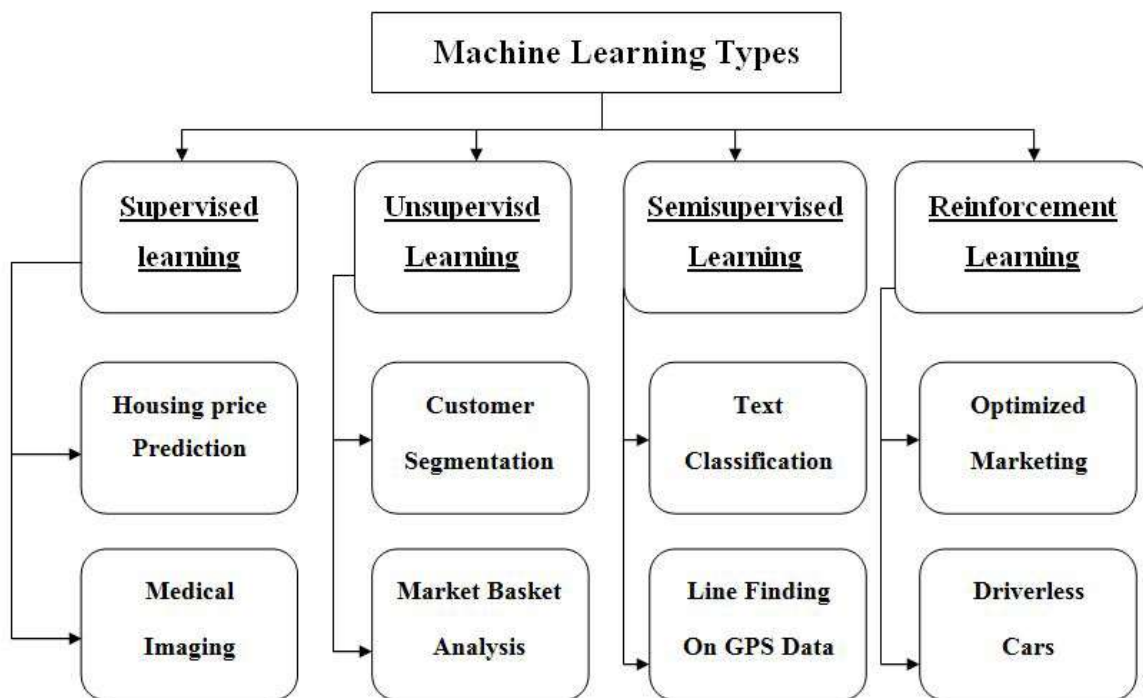 Machine Learning Types
Supervised
learning
Unsupervisd
Learning
Semisupervised
Learning
Reinforcement
Learning
Housing price
Prediction
Customer
Segmentation
Text
Classification
Optimized
Marketing
Medical
Imaging
Market Basket
Analysis
Line Finding
On GPS Data
Driverless
Cars